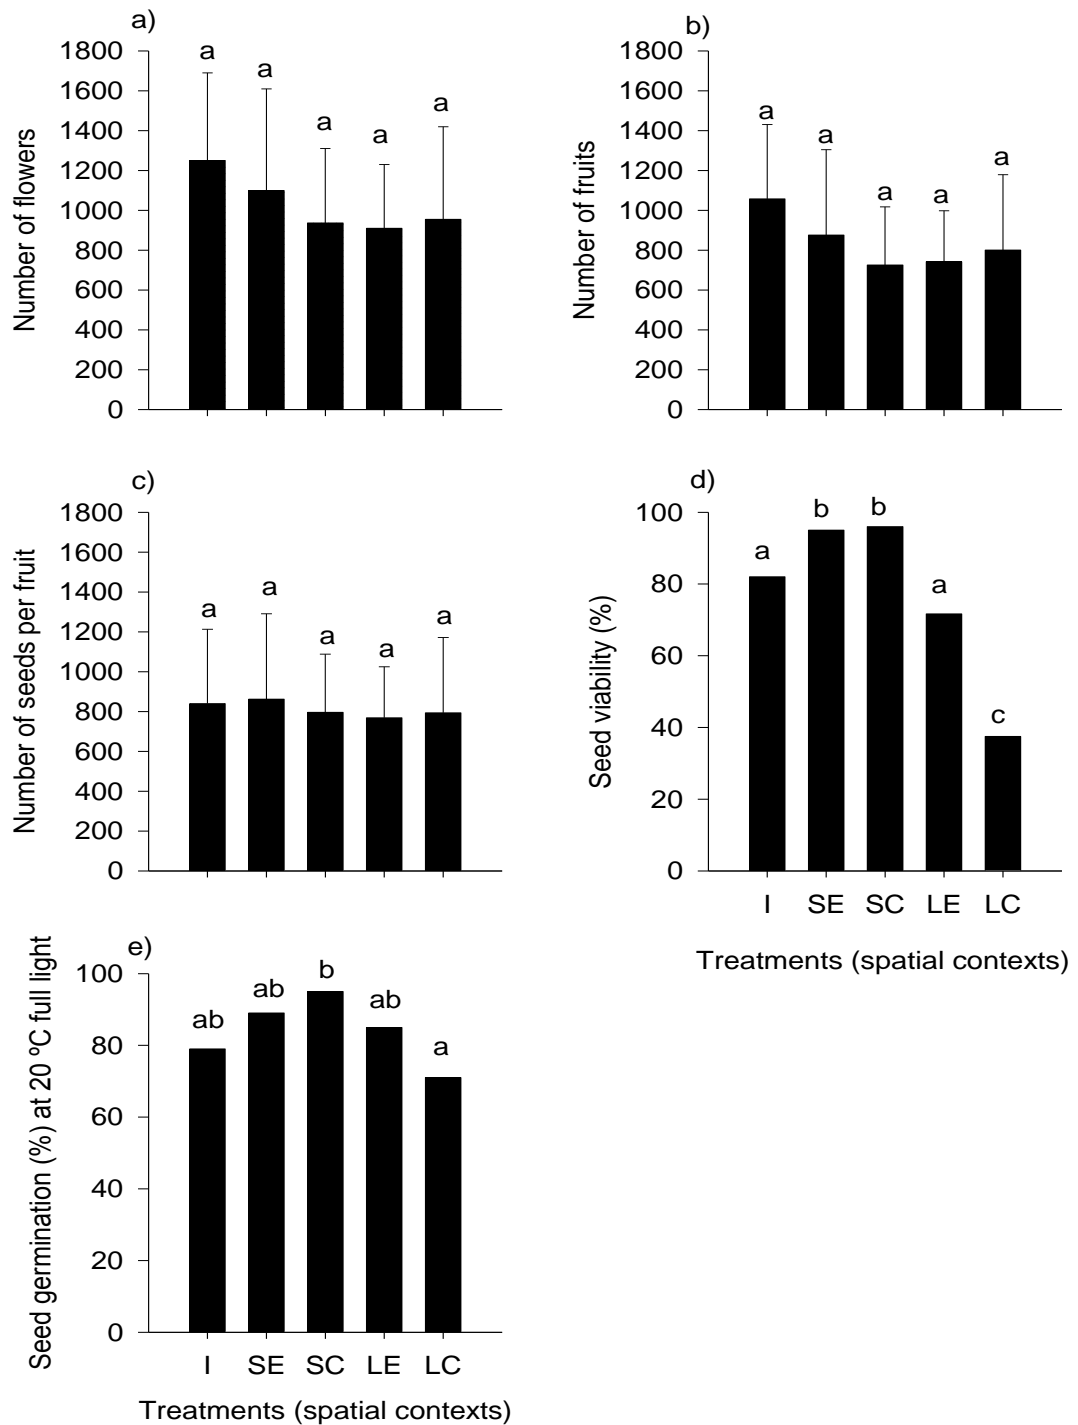 a)
Number of flowers
1800
1600
1400
1200
1000
800
600
400
200
0
a
a
a
a
a
b)
Number of fruits
1800
1600
1400
1200
1000
800
600
400
200
0
a
a
a
a
a
c)
Number of seeds per fruit
1800
1600
1400
1200
1000
800
600
400
200
0
a
a
a
a
a
d)
Seed viability (%)
100
80
60
40
20
0
a
b
b
a
c
I SE SC LE LC
Treatments (spatial contexts)
e)
Seed germination (%) at 20 ºC full light
100
80
60
40
20
0
ab
ab
b
ab
a
I SE SC LE LC
Treatments (spatial contexts)